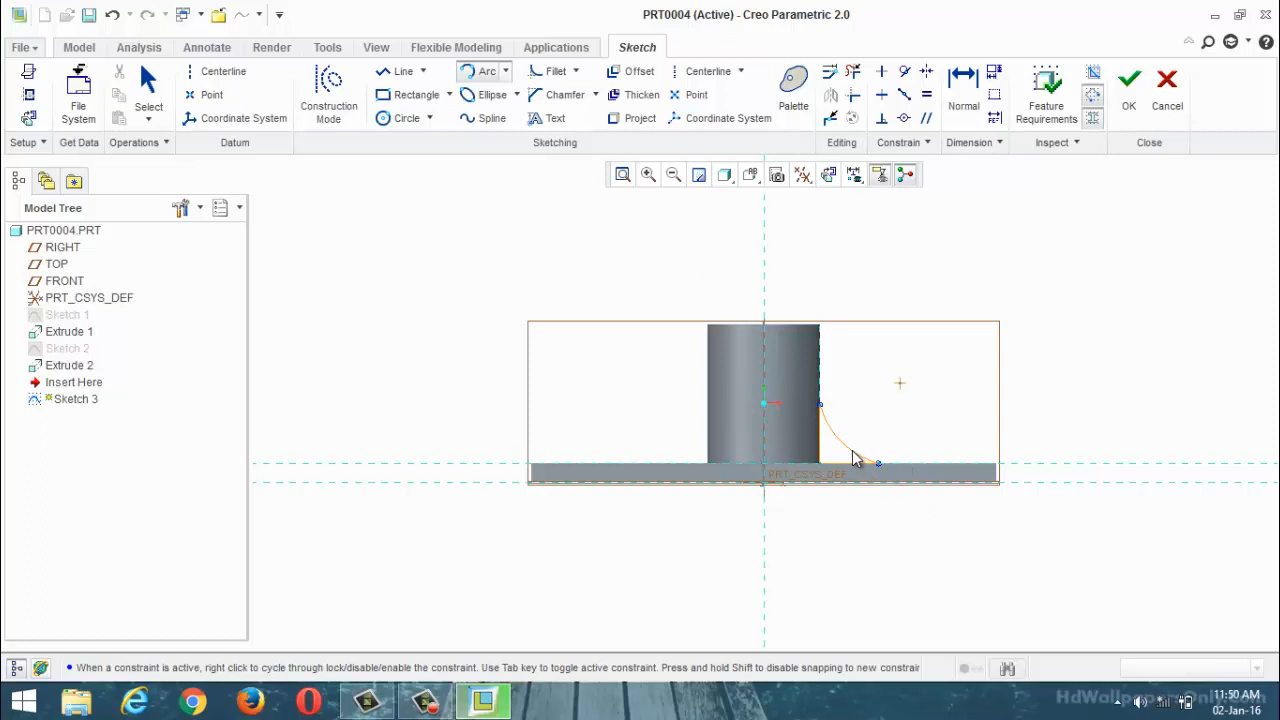 PRT0004 (Active) - Creo Parametric 2.0
File Model Analysis Annotate Render Tools View Flexible Modeling Applications Sketch
Centerline Line Arc Fillet Offset Centerline
Point Rectangle Ellipse Chamfer Thicken Point
Coordinate System Circle Spline Text Project Coordinate System
File System Select Construction Mode Palette Normal Feature Requirements OK Cancel
Setup Get Data Operations Datum Sketching Editing Constrain Dimension Inspect Close
Model Tree
PRT0004.PRT
RIGHT
TOP
FRONT
PRT_CSYS_DEF
Sketch 1
Extrude 1
Sketch 2
Extrude 2
Insert Here
Sketch 3
PRT_CSYS_DEF
When a constraint is active, right click to cycle through lock/disable/enable the constraint. Use Tab key to toggle active constraint. Press and hold Shift to disable snapping to new constrair
HdWallpapersOnly.Com
11:50 AM
02-Jan-16